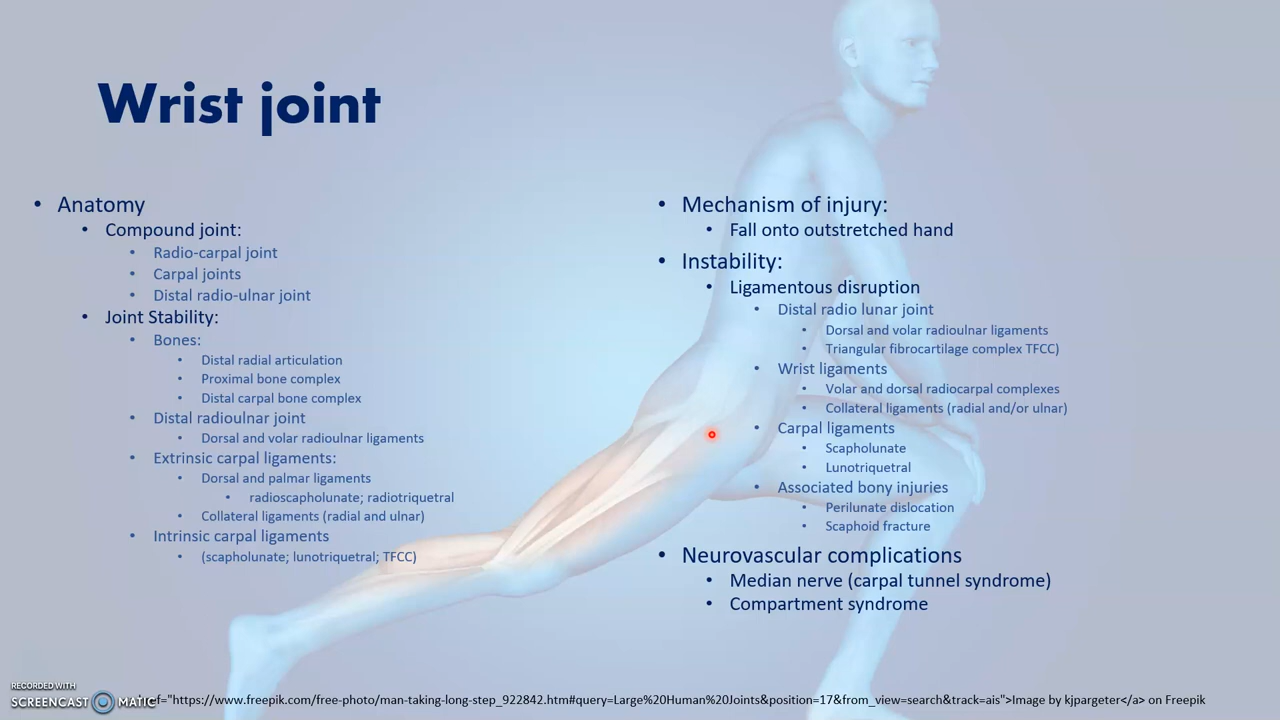 Wrist joint
• Anatomy
• Compound joint:
• Radio-carpal joint
• Carpal joints
• Distal radio-ulnar joint
• Joint Stability:
• Bones:
• Distal radial articulation
• Proximal bone complex
• Distal carpal bone complex
• Distal radioulnar joint
• Dorsal and volar radioulnar ligaments
• Extrinsic carpal ligaments:
• Dorsal and palmar ligaments
• radioscapholunate; radiotriquetral
• Collateral ligaments (radial and ulnar)
• Intrinsic carpal ligaments
• (scapholunate; lunotriquetral; TFCC)
• Mechanism of injury:
• Fall onto outstretched hand
• Instability:
• Ligamentous disruption
• Distal radio lunar joint
• Dorsal and volar radioulnar ligaments
• Triangular fibrocartilage complex TFCC)
• Wrist ligaments
• Volar and dorsal radiocarpal complexes
• Collateral ligaments (radial and/or ulnar)
• Carpal ligaments
• Scapholunate
• Lunotriquetral
• Associated bony injuries
• Perilunate dislocation
• Scaphoid fracture
• Neurovascular complications
• Median nerve (carpal tunnel syndrome)
• Compartment syndrome
RECORDED WITH
SCREENCAST MATIC
ef="https://www.freepik.com/free-photo/man-taking-long-step_922842.htm#query=Large%20Human%20Joints&position=17&from_view=search&track=ais">Image by kjpargeter</a> on Freepik